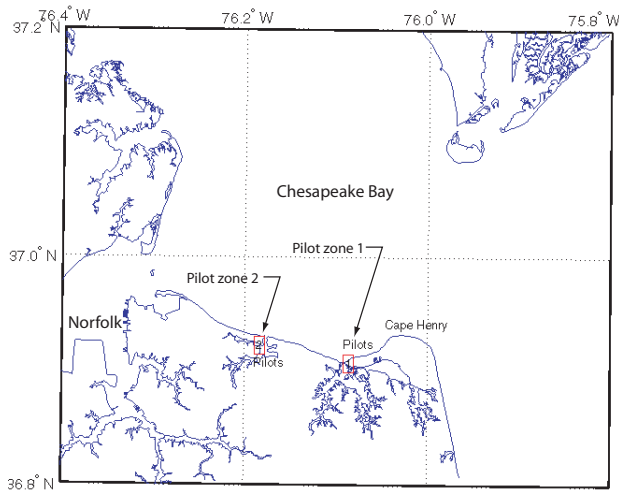 76.4° W
76.2° W
76.0° W
75.8° W
37.2° N
Chesapeake Bay
Pilot zone 1
37.0° N
Pilot zone 2
Norfolk
Cape Henry
Pilots
Pilots
36.8° N